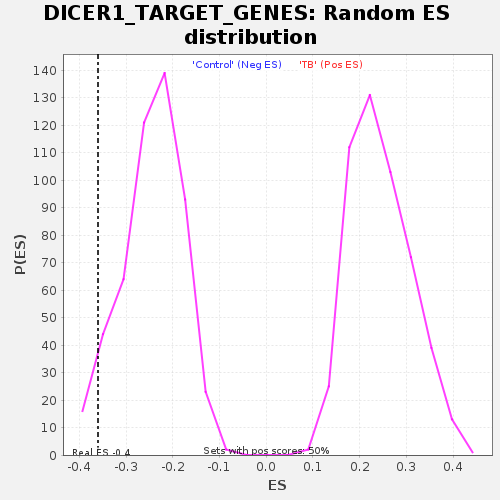 DICER1_TARGET_GENES: Random ES
distribution
'Control' (Neg ES) 'TB' (Pos ES)
140
130
120
110
100
90
80
70
60
50
40
30
20
10
0
P(ES)
Real ES -0.4
Sets with pos scores: 50%
-0.4 -0.3 -0.2 -0.1 0.0 0.1 0.2 0.3 0.4
ES